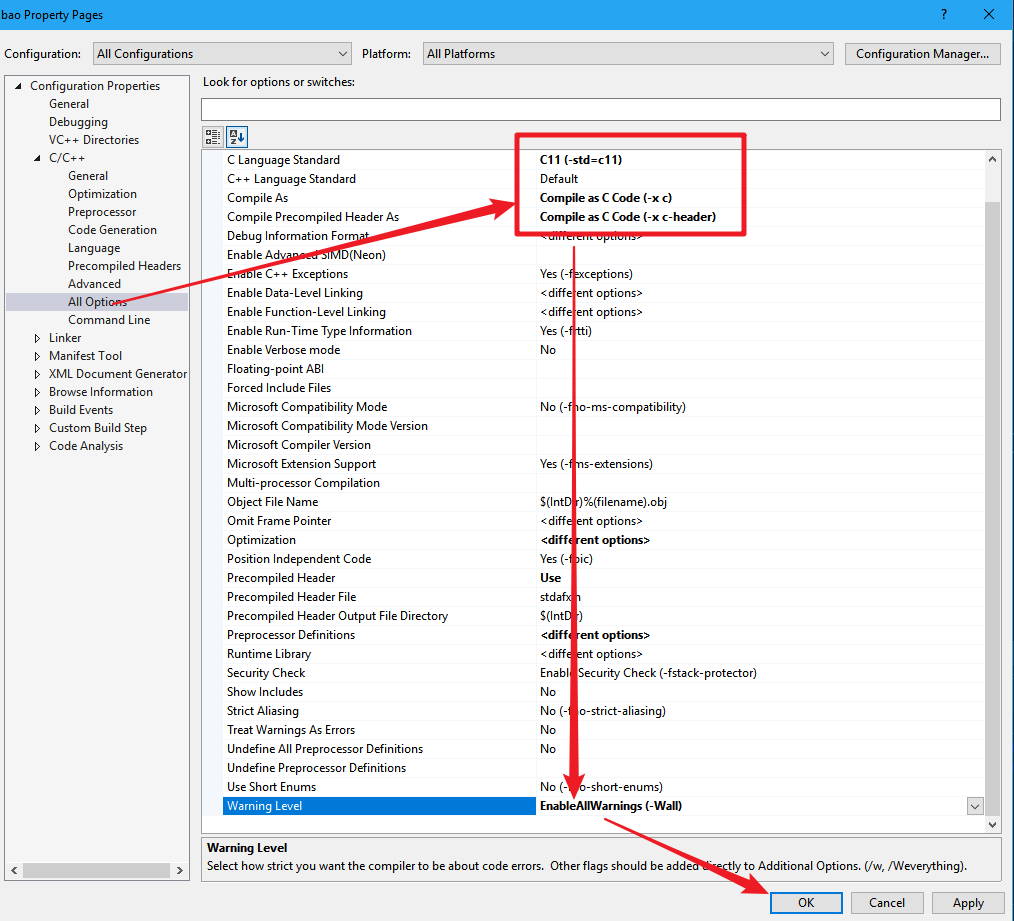 bao Property Pages
Configuration: All Configurations Platform: All Platforms Configuration Manager...
Configuration Properties
General
Debugging
VC++ Directories
C/C++
General
Optimization
Preprocessor
Code Generation
Language
Precompiled Headers
Advanced
All Options
Command Line
Linker
Manifest Tool
XML Document Generator
Browse Information
Build Events
Custom Build Step
Code Analysis
Look for options or switches:
C Language Standard C11 (-std=c11)
C++ Language Standard Default
Compile As Compile as C Code (-x c)
Compile Precompiled Header As Compile as C Code (-x c-header)
Debug Information Format <different options>
Enable Advanced SIMD(Neon)
Enable C++ Exceptions Yes (-fexceptions)
Enable Data-Level Linking <different options>
Enable Function-Level Linking <different options>
Enable Run-Time Type Information Yes (-frtti)
Enable Verbose mode No
Floating-point ABI
Forced Include Files
Microsoft Compatibility Mode No (-fno-ms-compatibility)
Microsoft Compatibility Mode Version
Microsoft Compiler Version
Microsoft Extension Support Yes (-fms-extensions)
Multi-processor Compilation
Object File Name $(IntDir)%(filename).obj
Omit Frame Pointer <different options>
Optimization <different options>
Position Independent Code Yes (-fpic)
Precompiled Header Use
Precompiled Header File stdafx.h
Precompiled Header Output File Directory $(IntDir)
Preprocessor Definitions <different options>
Runtime Library <different options>
Security Check Enable Security Check (-fstack-protector)
Show Includes No
Strict Aliasing No (-fno-strict-aliasing)
Treat Warnings As Errors No
Undefine All Preprocessor Definitions No
Undefine Preprocessor Definitions
Use Short Enums No (-fno-short-enums)
Warning Level EnableAllWarnings (-Wall)
Warning Level
Select how strict you want the compiler to be about code errors. Other flags should be added directly to Additional Options. (/w, /Weverything).
OK Cancel Apply